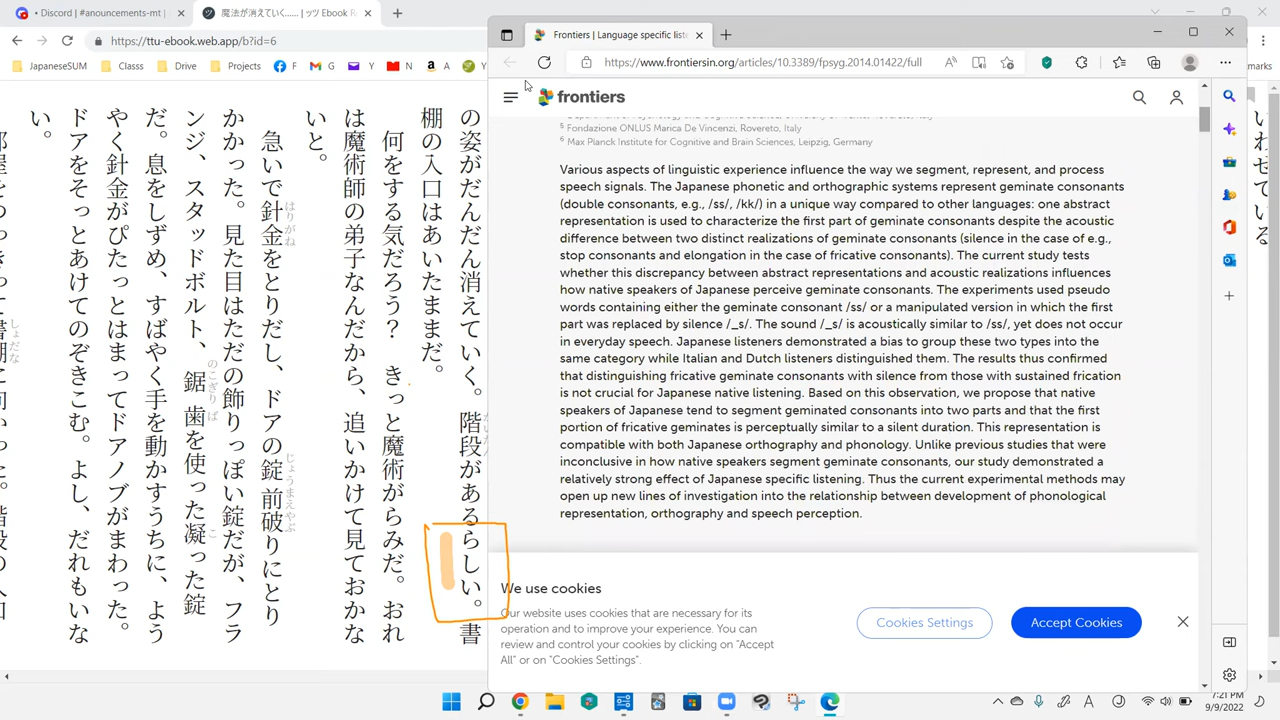 • Discord | #anouncements-mt |
魔法が消えていく...... | ッツ Ebook R
https://ttu-ebook.web.app/b?id=6
JapaneseSUM
Classs
Drive
Projects
F
G
Y
N
A
Y
の姿がだんだん消えていく。階段があるらしい。書
棚の入口はあいたままだ。
何をする気だろう？ きっと魔術がらみだ。おれ
は魔術師の弟子なんだから、追いかけて見ておかな
いと。
急いで針金をとりだし、ドアの錠前破りにとり
かかった。見た目はただの飾りっぽい錠だが、フラ
ンジ、スタッドボルト、鋸歯を使った凝った錠
だ。息をしずめ、すばやく手を動かすうちに、よう
やく針金がぴたっとはまってドアノブがまわった。
ドアをそっとあけてのぞきこむ。よし、だれもいな
い。
Frontiers | Language specific liste
https://www.frontiersin.org/articles/10.3389/fpsyg.2014.01422/full
frontiers
5 Fondazione ONLUS Marica De Vincenzi, Rovereto, Italy
6 Max Planck Institute for Cognitive and Brain Sciences, Leipzig, Germany
Various aspects of linguistic experience influence the way we segment, represent, and process
speech signals. The Japanese phonetic and orthographic systems represent geminate consonants
(double consonants, e.g., /ss/, /kk/) in a unique way compared to other languages: one abstract
representation is used to characterize the first part of geminate consonants despite the acoustic
difference between two distinct realizations of geminate consonants (silence in the case of e.g.,
stop consonants and elongation in the case of fricative consonants). The current study tests
whether this discrepancy between abstract representations and acoustic realizations influences
how native speakers of Japanese perceive geminate consonants. The experiments used pseudo
words containing either the geminate consonant /ss/ or a manipulated version in which the first
part was replaced by silence /_s/. The sound /_s/ is acoustically similar to /ss/, yet does not occur
in everyday speech. Japanese listeners demonstrated a bias to group these two types into the
same category while Italian and Dutch listeners distinguished them. The results thus confirmed
that distinguishing fricative geminate consonants with silence from those with sustained frication
is not crucial for Japanese native listening. Based on this observation, we propose that native
speakers of Japanese tend to segment geminated consonants into two parts and that the first
portion of fricative geminates is perceptually similar to a silent duration. This representation is
compatible with both Japanese orthography and phonology. Unlike previous studies that were
inconclusive in how native speakers segment geminate consonants, our study demonstrated a
relatively strong effect of Japanese specific listening. Thus the current experimental methods may
open up new lines of investigation into the relationship between development of phonological
representation, orthography and speech perception.
We use cookies
Our website uses cookies that are necessary for its
operation and to improve your experience. You can
review and control your cookies by clicking on "Accept
All" or on "Cookies Settings".
Cookies Settings
Accept Cookies
7:21 PM
9/9/2022